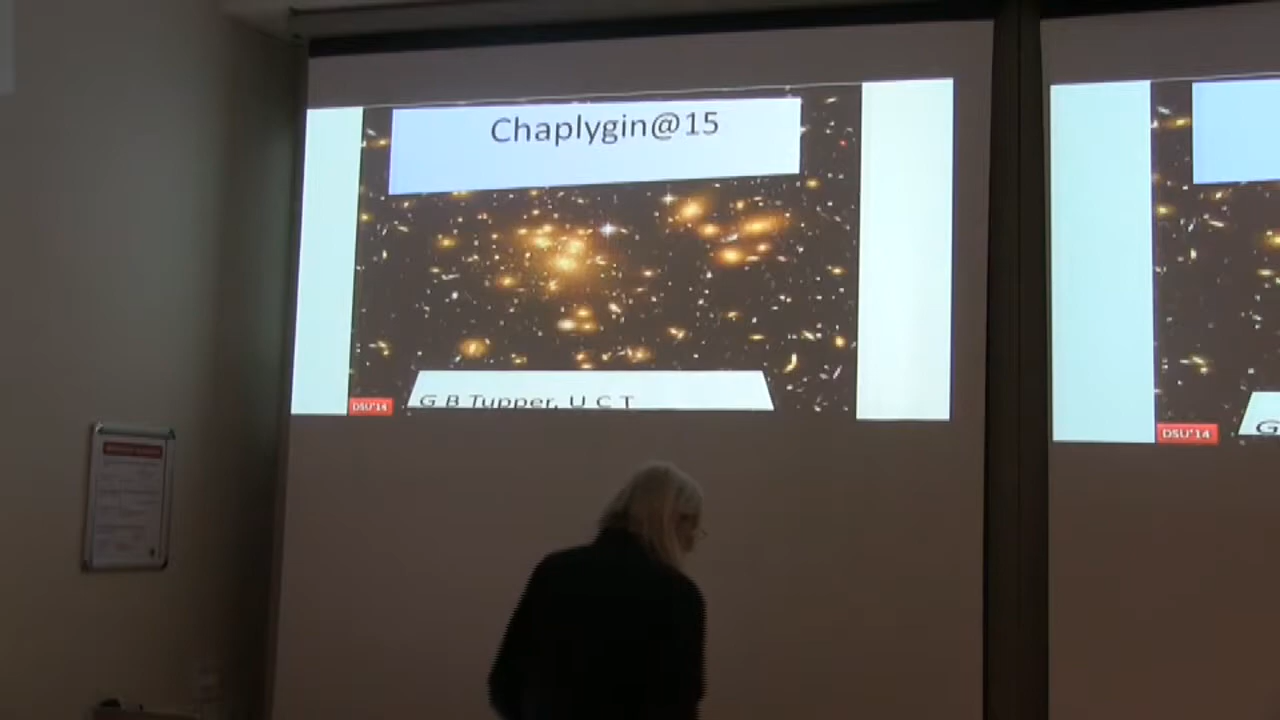 Chaplygin@15
G B Tupper, U C T
DSU'14
DSU'14
G